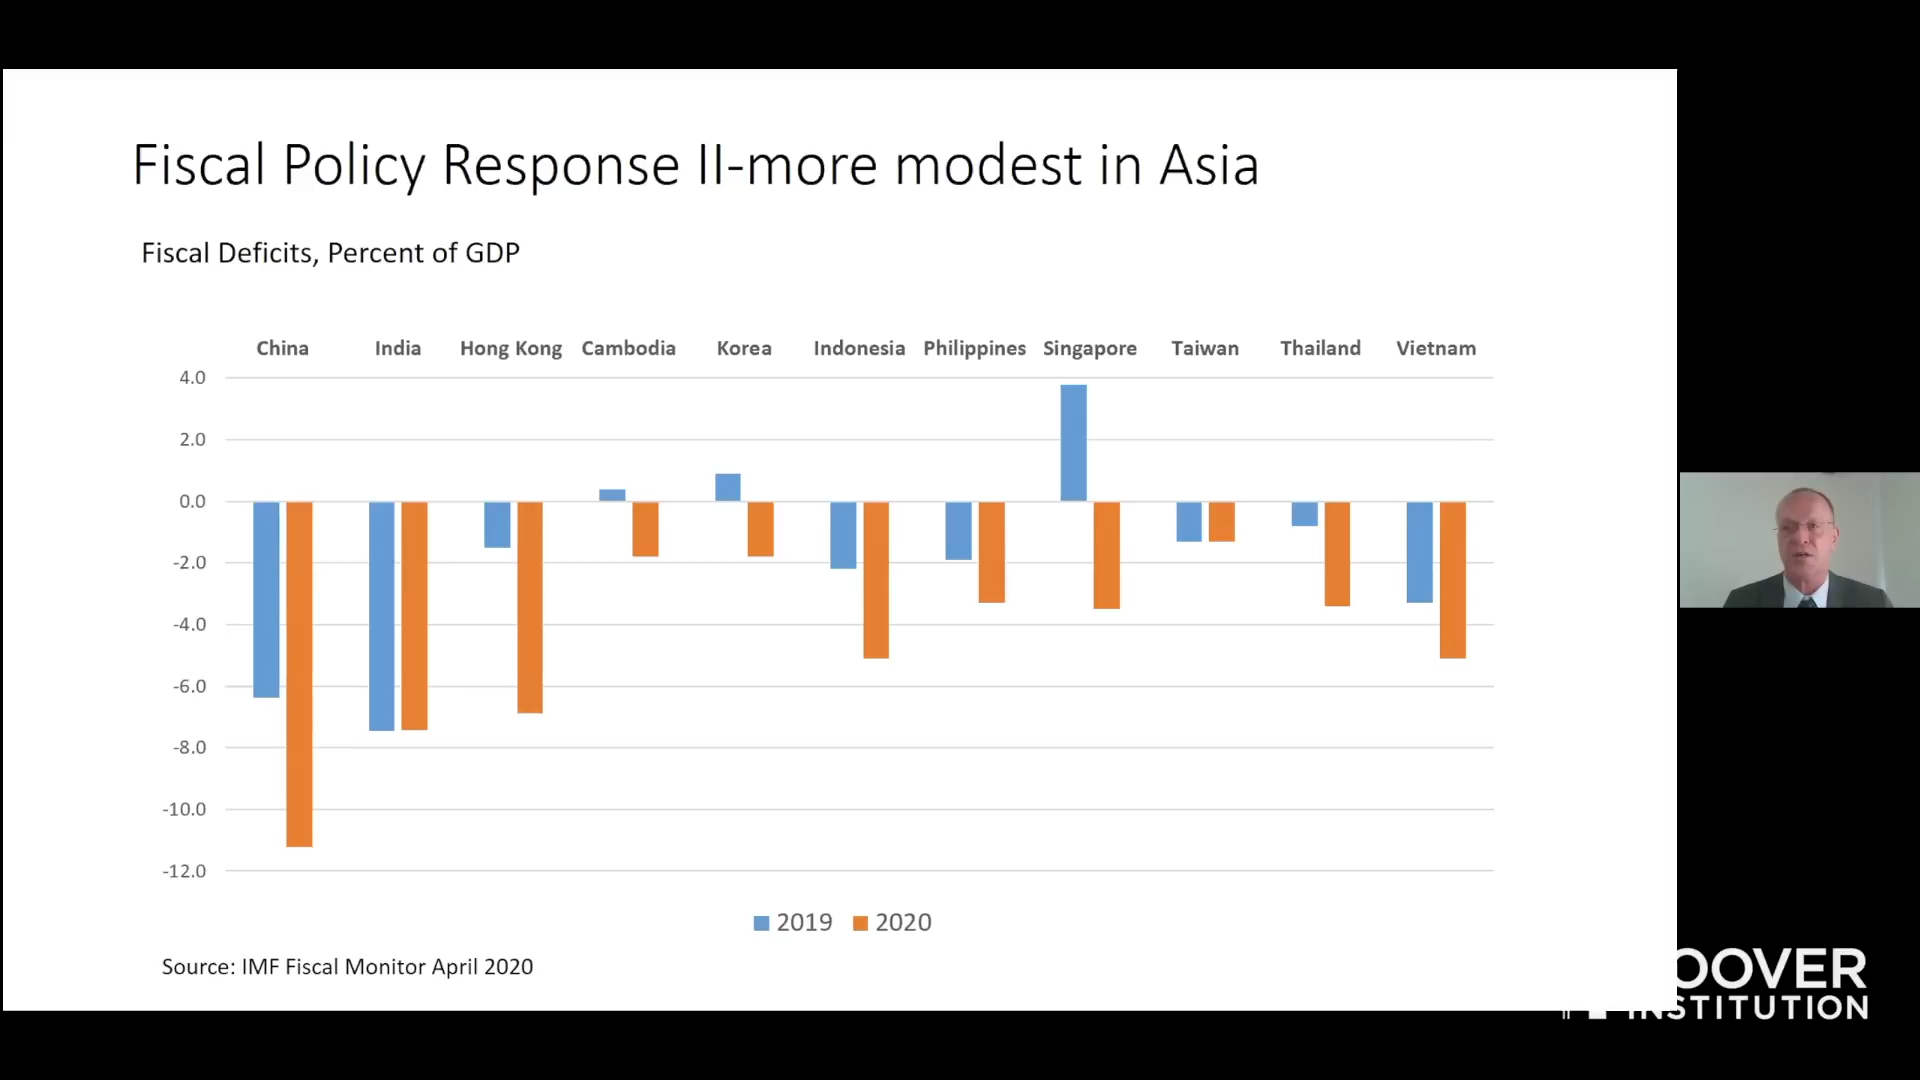 Fiscal Policy Response II-more modest in Asia
Fiscal Deficits, Percent of GDP
China India Hong Kong Cambodia Korea Indonesia Philippines Singapore Taiwan Thailand Vietnam
4.0
2.0
0.0
-2.0
-4.0
-6.0
-8.0
-10.0
-12.0
2019 2020
Source: IMF Fiscal Monitor April 2020
OOVER
INSTITUTION